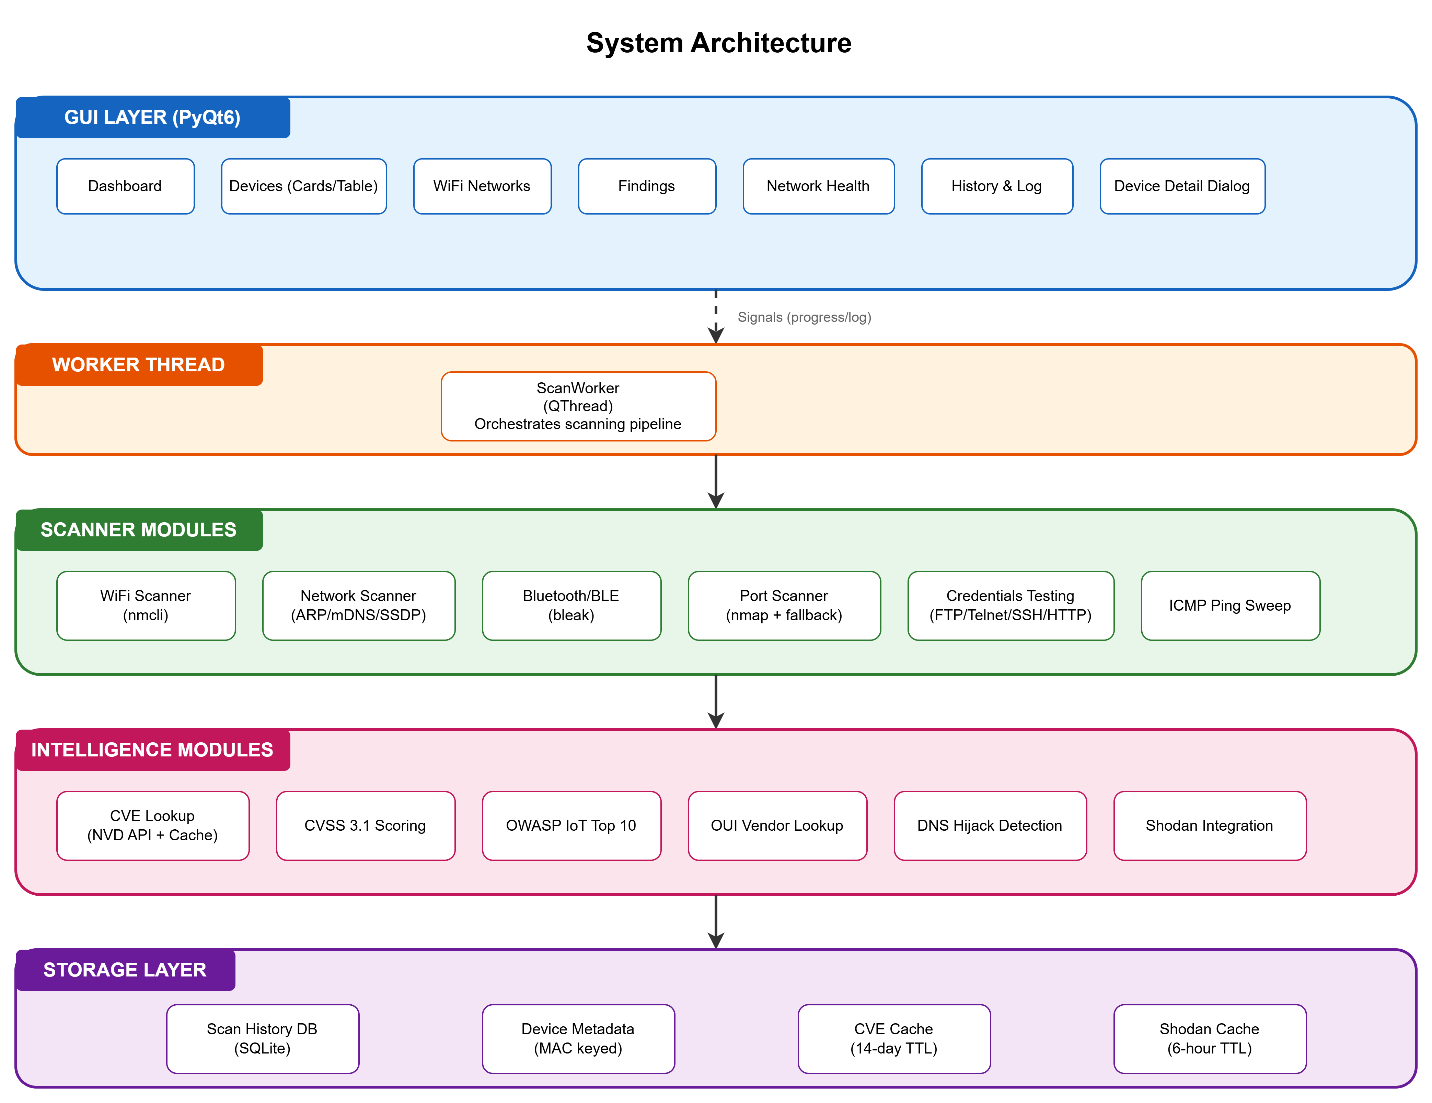 System Architecture
GUI LAYER (PyQt6)
Dashboard
Devices (Cards/Table)
WiFi Networks
Findings
Network Health
History & Log
Device Detail Dialog
Signals (progress/log)
WORKER THREAD
ScanWorker
(QThread)
Orchestrates scanning pipeline
SCANNER MODULES
WiFi Scanner
(nmcli)
Network Scanner
(ARP/mDNS/SSDP)
Bluetooth/BLE
(bleak)
Port Scanner
(nmap + fallback)
Credentials Testing
(FTP/Telnet/SSH/HTTP)
ICMP Ping Sweep
INTELLIGENCE MODULES
CVE Lookup
(NVD API + Cache)
CVSS 3.1 Scoring
OWASP IoT Top 10
OUI Vendor Lookup
DNS Hijack Detection
Shodan Integration
STORAGE LAYER
Scan History DB
(SQLite)
Device Metadata
(MAC keyed)
CVE Cache
(14-day TTL)
Shodan Cache
(6-hour TTL)